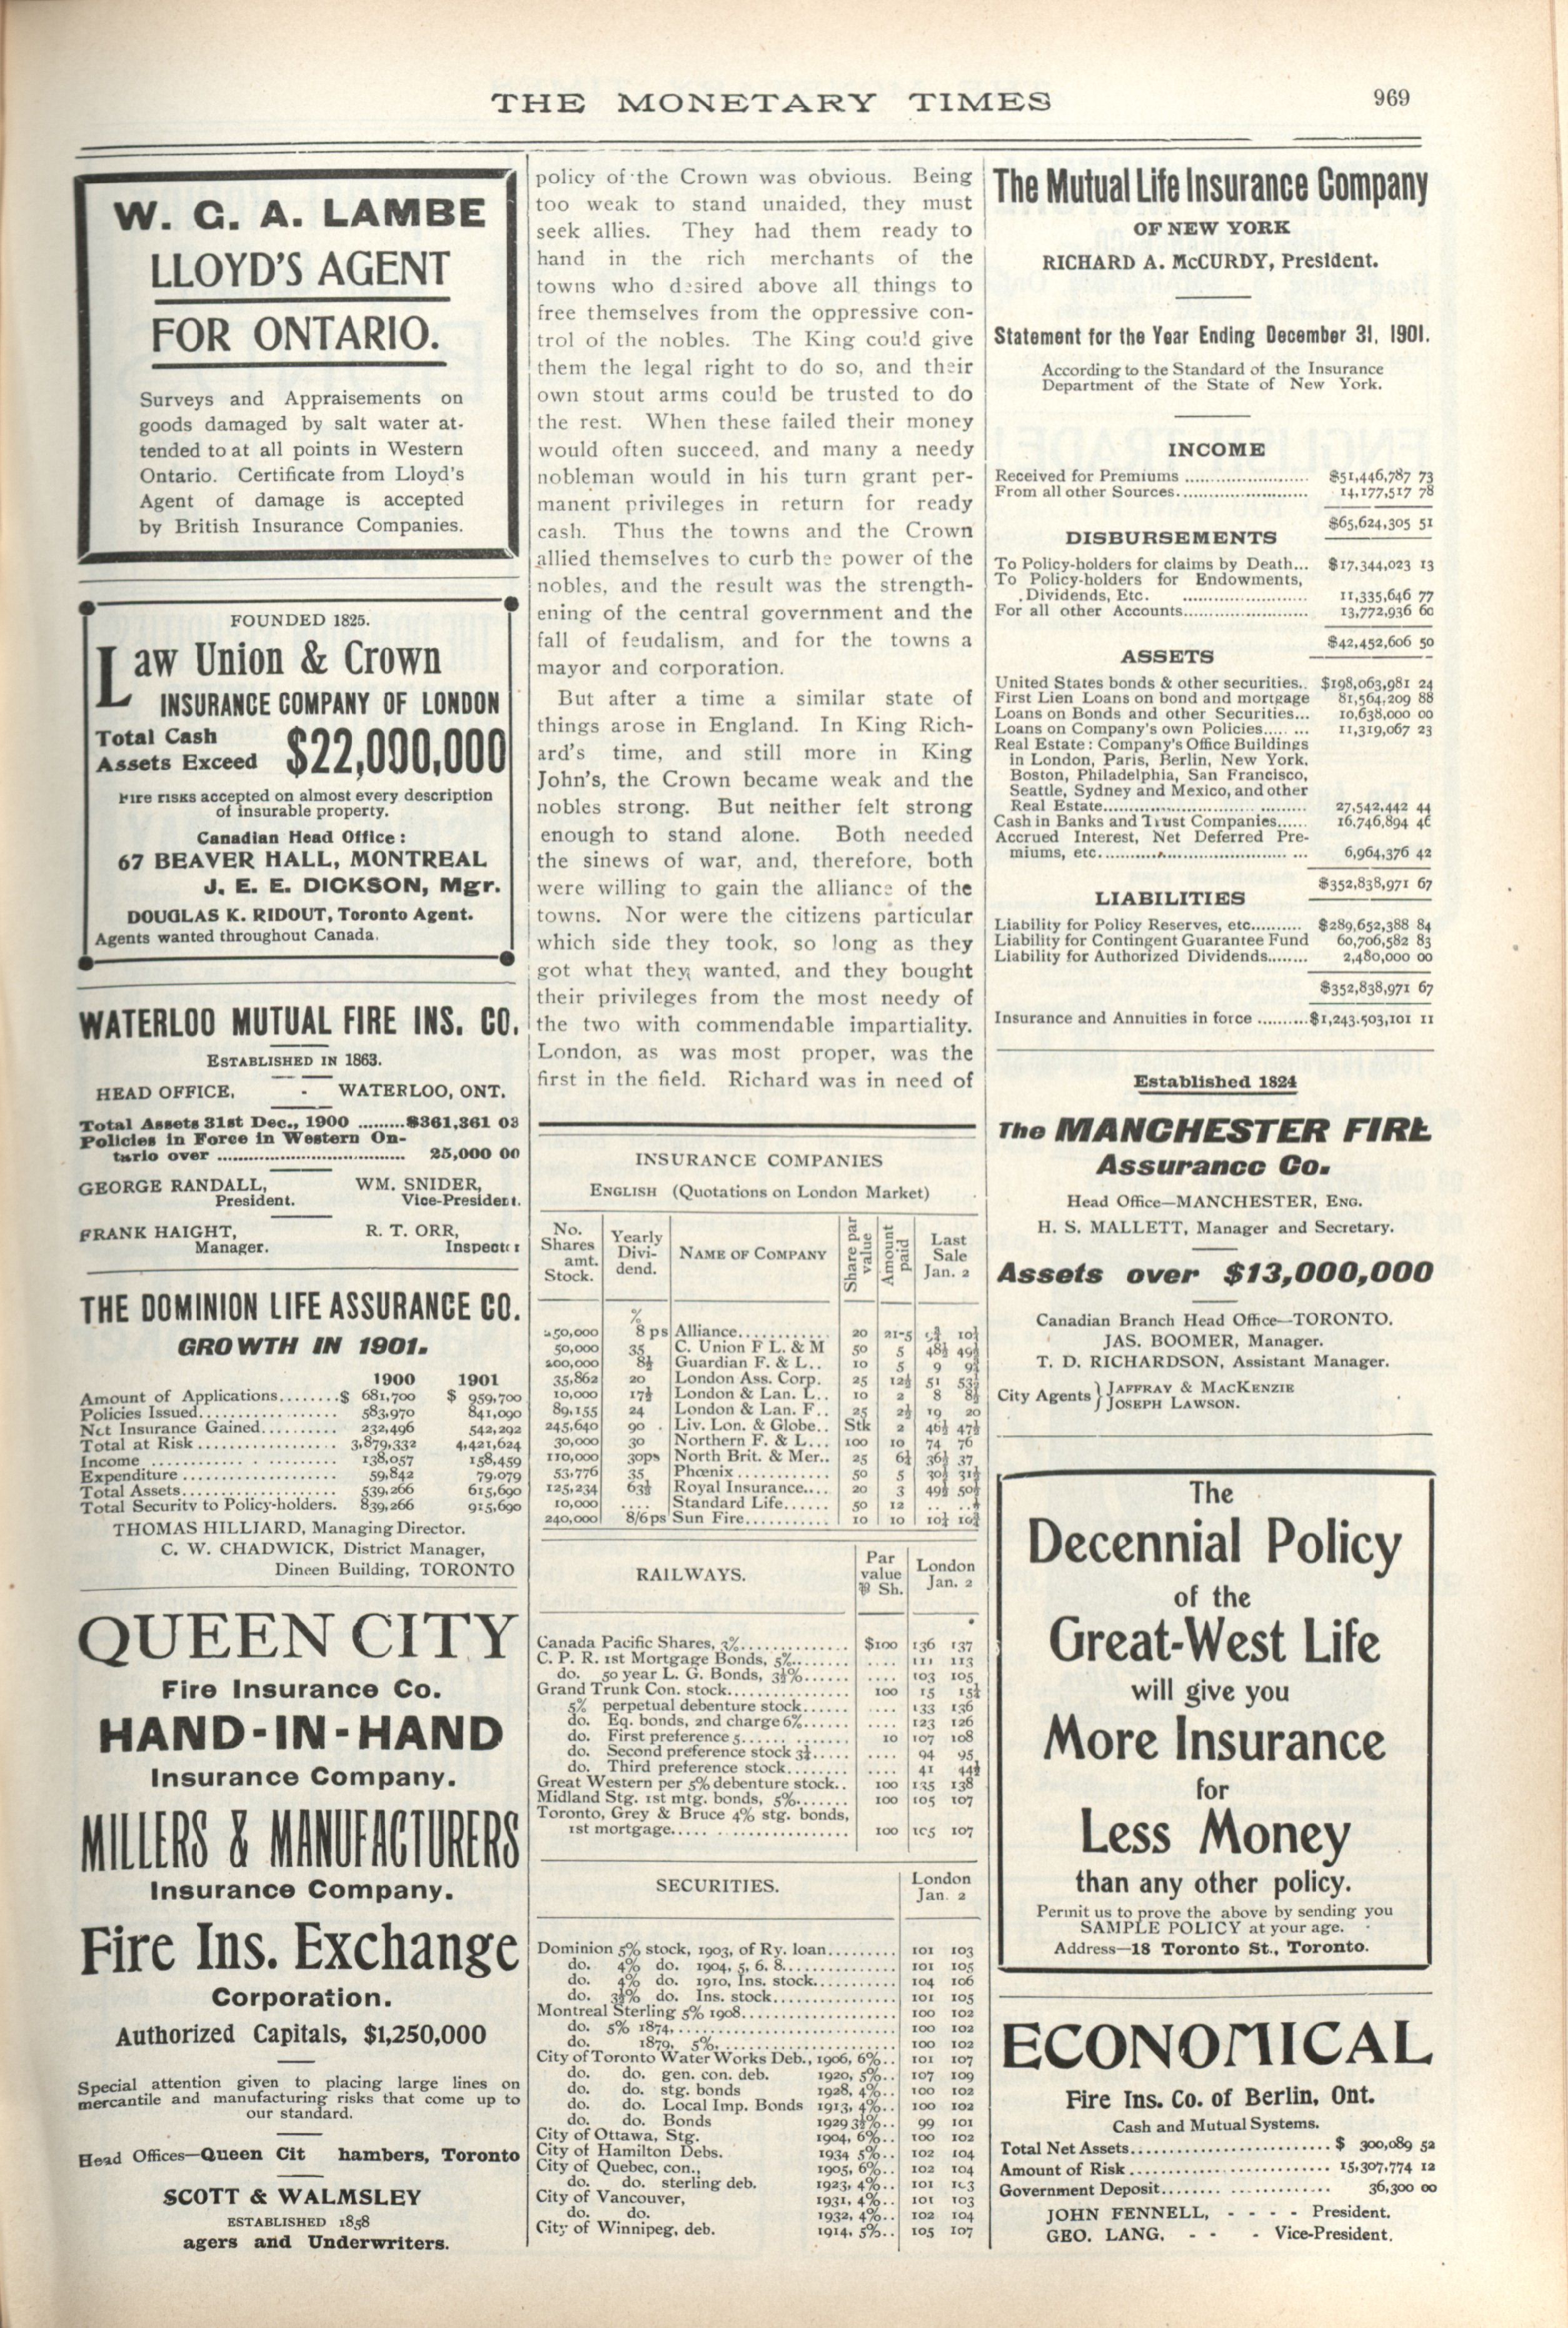 THE MONETARY TIMES
969
W. G. A. LAMBE
LLOYD'S AGENT
FOR ONTARIO.
Surveys and Appraisements on
goods damaged by salt water at-
tended to at all points in Western
Ontario. Certificate from Lloyd's
Agent of damage is accepted
by British Insurance Companies.
FOUNDED 1825.
Law Union & Crown
INSURANCE COMPANY OF LONDON
Total Cash
Assets Exceed $22,000,000
Fire risks accepted on almost every description
of insurable property.
Canadian Head Office:
67 BEAVER HALL, MONTREAL
J. E. E. DICKSON, Mgr.
DOUGLAS K. RIDOUT, Toronto Agent.
Agents wanted throughout Canada.
WATERLOO MUTUAL FIRE INS. CO.
ESTABLISHED IN 1863.
HEAD OFFICE, - WATERLOO, ONT.
Total Assets 31st Dec., 1900 .........$361,361 03
Policies in Force in Western On-
tario over ................. 25,000 00
GEORGE RANDALL, WM. SNIDER,
President. Vice-President.
FRANK HAIGHT, R. T. ORR,
Manager. Inspector
THE DOMINION LIFE ASSURANCE CO.
GROWTH IN 1901.
1900 1901
Amount of Applications........$ 681,700 $ 959,700
Policies Issued................. 583,970 841,090
Net Insurance Gained.......... 232,496 542,292
Total at Risk ................. 3,879,332 4,421,624
Income ................. 138,057 158,459
Expenditure ................. 59,842 79,079
Total Assets................. 539,266 615,690
Total Security to Policy-holders. 839,266 915,690
THOMAS HILLIARD, Managing Director.
C. W. CHADWICK, District Manager,
Dineen Building, TORONTO
QUEEN CITY
Fire Insurance Co.
HAND-IN-HAND
Insurance Company.
MILLERS & MANUFACTURERS
Insurance Company.
Fire Ins. Exchange
Corporation.
Authorized Capitals, $1,250,000
Special attention given to placing large lines on
mercantile and manufacturing risks that come up to
our standard.
Head Offices—Queen Cit hambers, Toronto
SCOTT & WALMSLEY
ESTABLISHED 1858
agers and Underwriters.
policy of the Crown was obvious. Being
too weak to stand unaided, they must
seek allies. They had them ready to
hand in the rich merchants of the
towns who desired above all things to
free themselves from the oppressive con-
trol of the nobles. The King could give
them the legal right to do so, and their
own stout arms could be trusted to do
the rest. When these failed their money
would often succeed, and many a needy
nobleman would in his turn grant per-
manent privileges in return for ready
cash. Thus the towns and the Crown
allied themselves to curb the power of the
nobles, and the result was the strength-
ening of the central government and the
fall of feudalism, and for the towns a
mayor and corporation.
But after a time a similar state of
things arose in England. In King Rich-
ard's time, and still more in King
John's, the Crown became weak and the
nobles strong. But neither felt strong
enough to stand alone. Both needed
the sinews of war, and, therefore, both
were willing to gain the alliance of the
towns. Nor were the citizens particular
which side they took, so long as they
got what they wanted, and they bought
their privileges from the most needy of
the two with commendable impartiality.
London, as was most proper, was the
first in the field. Richard was in need of
INSURANCE COMPANIES
ENGLISH (Quotations on London Market)
No. Shares amt. Stock. Yearly Divi-dend. NAME OF COMPANY Share par value Amount paid Last Sale Jan. 2
%
250,000 8 ps Alliance............ 20 21-5 10¼
50,000 35 C. Union F L. & M 50 5 48½ 49½
200,000 8½ Guardian F. & L.. 10 5 9 9½
35,862 20 London Ass. Corp. 25 12½ 51 53½
10,000 17½ London & Lan. L.. 10 2 8 8½
89,155 24 London & Lan. F.. 25 2½ 19 20
245,640 90 Liv. Lon. & Globe.. Stk 2 46½ 47½
30,000 30 Northern F. & L... 100 10 74 76
110,000 30ps North Brit. & Mer.. 25 6¼ 36½ 37
53,776 35 Phœnix............ 50 5 30½ 31½
125,234 63½ Royal Insurance.... 20 3 49½ 50½
10,000 .... Standard Life...... 50 12 .. ..
240,000 8/6ps Sun Fire........... 10 10 10¼ 10¾
RAILWAYS. Par value ⅌ Sh. London Jan. 2
Canada Pacific Shares, 3%.............. $100 136 137
C. P. R. 1st Mortgage Bonds, 5%........ .... 111 113
do. 50 year L. G. Bonds, 3½%...... .... 103 105
Grand Trunk Con. stock................ 100 15 15¼
5% perpetual debenture stock...... .... 133 136
do. Eq. bonds, 2nd charge 6%...... .... 123 126
do. First preference 5............ 10 107 108
do. Second preference stock 3¼..... .... 94 95
do. Third preference stock........ .... 41 44½
Great Western per 5% debenture stock.. 100 135 138
Midland Stg. 1st mtg. bonds, 5%....... 100 105 107
Toronto, Grey & Bruce 4% stg. bonds,
1st mortgage..................... 100 105 107
SECURITIES. London Jan. 2
Dominion 5% stock, 1903, of Ry. loan......... 101 103
do. 4% do. 1904, 5, 6, 8.............. 101 105
do. 4% do. 1910, Ins. stock........... 104 106
do. 3½% do. Ins. stock................ 101 105
Montreal Sterling 5% 1908.................... 100 102
do. 5% 1874,............................ 100 102
do. 1879, 5%,....................... 100 102
City of Toronto Water Works Deb., 1906, 6%.. 101 107
do. do. gen. con. deb. 1920, 5%.. 107 109
do. do. stg. bonds 1928, 4%.. 100 102
do. do. Local Imp. Bonds 1913, 4%.. 100 102
do. do. Bonds 1929 3½%.. 99 101
City of Ottawa, Stg. 1904, 6%.. 100 102
City of Hamilton Debs. 1934 5%.. 102 104
City of Quebec, con., 1905, 6%.. 102 104
do. do. sterling deb. 1923, 4%.. 101 103
City of Vancouver, 1931, 4%.. 101 103
do. do. 1932, 4%.. 102 104
City of Winnipeg, deb. 1914, 5%.. 105 107
The Mutual Life Insurance Company
OF NEW YORK
RICHARD A. McCURDY, President.
Statement for the Year Ending December 31, 1901.
According to the Standard of the Insurance
Department of the State of New York.
INCOME
Received for Premiums ........................ $51,446,787 73
From all other Sources......................... 14,177,517 78
$65,624,305 51
DISBURSEMENTS
To Policy-holders for claims by Death... $17,344,023 13
To Policy-holders for Endowments,
Dividends, Etc. ........................ 11,335,646 77
For all other Accounts........................ 13,772,936 60
$42,452,606 50
ASSETS
United States bonds & other securities.. $198,063,981 24
First Lien Loans on bond and mortgage 81,564,209 88
Loans on Bonds and other Securities... 10,638,000 00
Loans on Company's own Policies........ 11,319,067 23
Real Estate: Company's Office Buildings
in London, Paris, Berlin, New York,
Boston, Philadelphia, San Francisco,
Seattle, Sydney and Mexico, and other
Real Estate................................. 27,542,442 44
Cash in Banks and Trust Companies...... 16,746,894 46
Accrued Interest, Net Deferred Pre-
miums, etc.................................. 6,964,376 42
$352,838,971 67
LIABILITIES
Liability for Policy Reserves, etc.......... $289,652,388 84
Liability for Contingent Guarantee Fund 60,706,582 83
Liability for Authorized Dividends........ 2,480,000 00
$352,838,971 67
Insurance and Annuities in force ..........$1,243,503,101 11
Established 1824
The MANCHESTER FIRE
Assurance Co.
Head Office—MANCHESTER, ENG.
H. S. MALLETT, Manager and Secretary.
Assets over $13,000,000
Canadian Branch Head Office—TORONTO.
JAS. BOOMER, Manager.
T. D. RICHARDSON, Assistant Manager.
City Agents } JAFFRAY & MACKENZIE
JOSEPH LAWSON.
The
Decennial Policy
of the
Great-West Life
will give you
More Insurance
for
Less Money
than any other policy.
Permit us to prove the above by sending you
SAMPLE POLICY at your age.
Address—18 Toronto St., Toronto.
ECONOMICAL
Fire Ins. Co. of Berlin, Ont.
Cash and Mutual Systems.
Total Net Assets............................ $ 300,089 52
Amount of Risk ............................. 15,307,774 12
Government Deposit........ .............. 36,300 00
JOHN FENNELL, - - - - President.
GEO. LANG, - - - Vice-President.